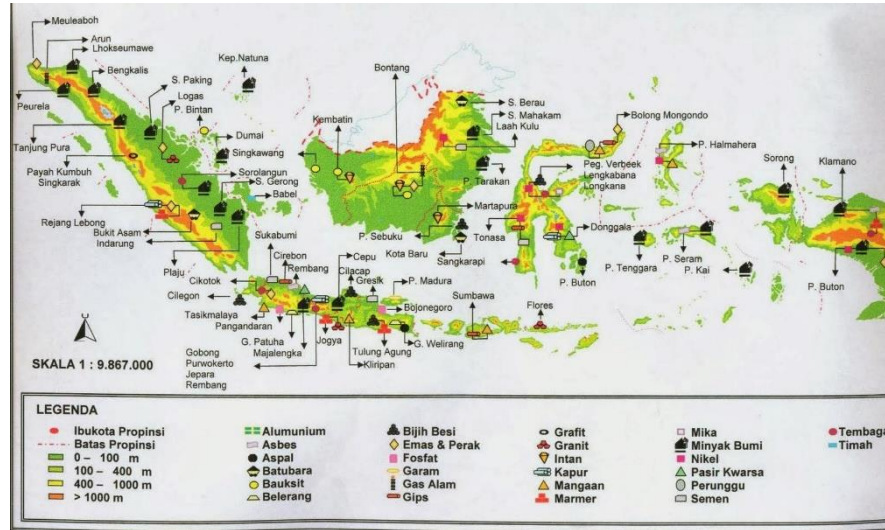 Meuleaboh
Arun
Lhokseumawe
Bengkalis
Peurela
Tanjung Pura
Payah Kumbuh
Singkarak
Rejang Lebong
Bukit Asam
Indarung
Plaju
S. Paking
Logas
P. Bintan
Kep.Natuna
Dumai
Singkawang
Sorolangun
S. Gerong
Babel
Kembatin
Bontang
S. Berau
S. Mahakam
Laah Kulu
P. Tarakan
Martapura
P. Sebuku
Kota Baru
Sangkarapi
Bolong Mongondo
P. Halmahera
Peg. Verbeek
Lengkabana
Longkana
Tonasa
Donggala
P. Buton
P. Tenggara
P. Seram
P. Kai
Sorong
Klamano
P. Buton
Sukabumi
Cirebon
Rembang
Cikotok
Cilegon
Cepu
Cilacap
Gresik
P. Madura
Bojonegoro
Tasikmalaya
Pangandaran
G. Patuha
Majalengka
Jogya
Tulung Agung
Kliripan
G. Welirang
Sumbawa
Flores
Gobong
Purwokerto
Jepara
Rembang
SKALA 1 : 9.867.000
LEGENDA
Ibukota Propinsi
Batas Propinsi
0 – 100 m
100 – 400 m
400 – 1000 m
> 1000 m
Alumunium
Asbes
Aspal
Batubara
Bauksit
Belerang
Bijih Besi
Emas & Perak
Fosfat
Garam
Gas Alam
Gips
Grafit
Granit
Intan
Kapur
Mangaan
Marmer
Mika
Minyak Bumi
Nikel
Pasir Kwarsa
Perunggu
Semen
Tembaga
Timah